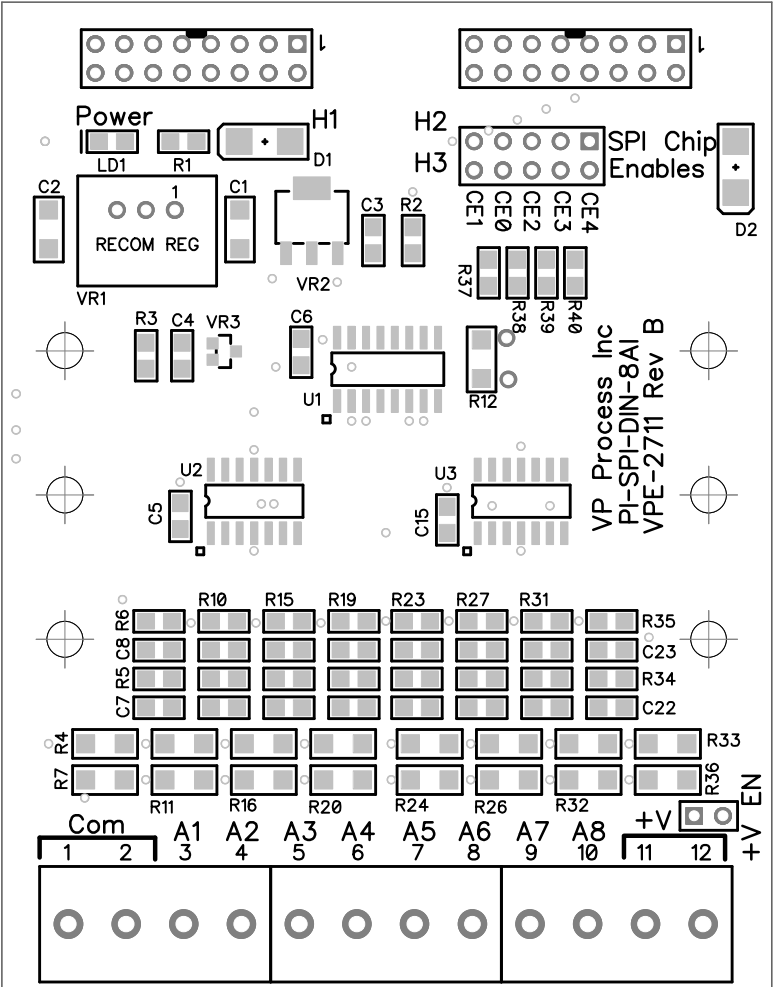 1
1
Power
H1
H2
LD1
R1
D1
SPI Chip
H3
Enables
C2
1
C1
C3
R2
CE1
CE0
CE2
CE3
CE4
D2
RECOM REG
VR1
VR2
R37
R38
R39
R40
R3
C4
VR3
C6
U1
R12
VP Process Inc
PI-SPI-DIN-8AI
VPE-2711 Rev B
U2
U3
C5
C15
R6
R10
R15
R19
R23
R27
R31
R35
C8
C23
R5
R34
C7
C22
R4
R33
R7
R36
R11
R16
R20
R24
R26
R32
+V EN
Com
A1
A2
A3
A4
A5
A6
A7
A8
+V
1
2
3
4
5
6
7
8
9
10
11
12